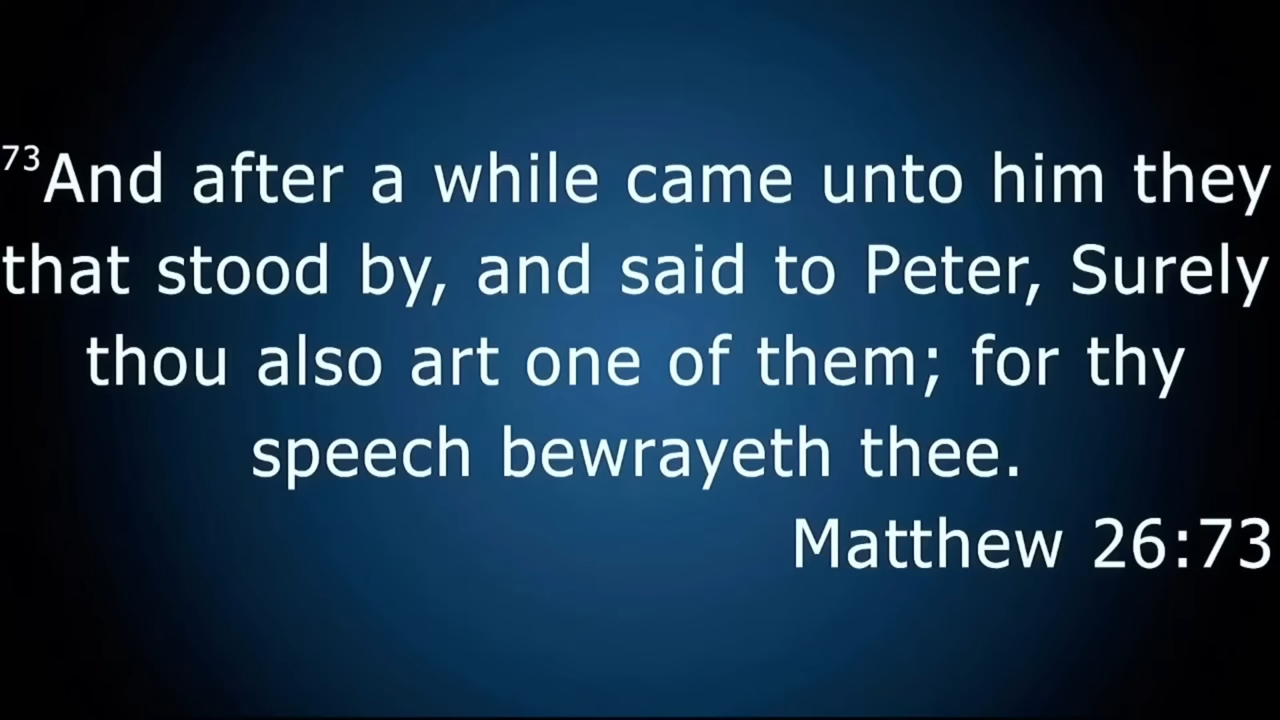 73And after a while came unto him they
that stood by, and said to Peter, Surely
thou also art one of them; for thy
speech bewrayeth thee.
Matthew 26:73